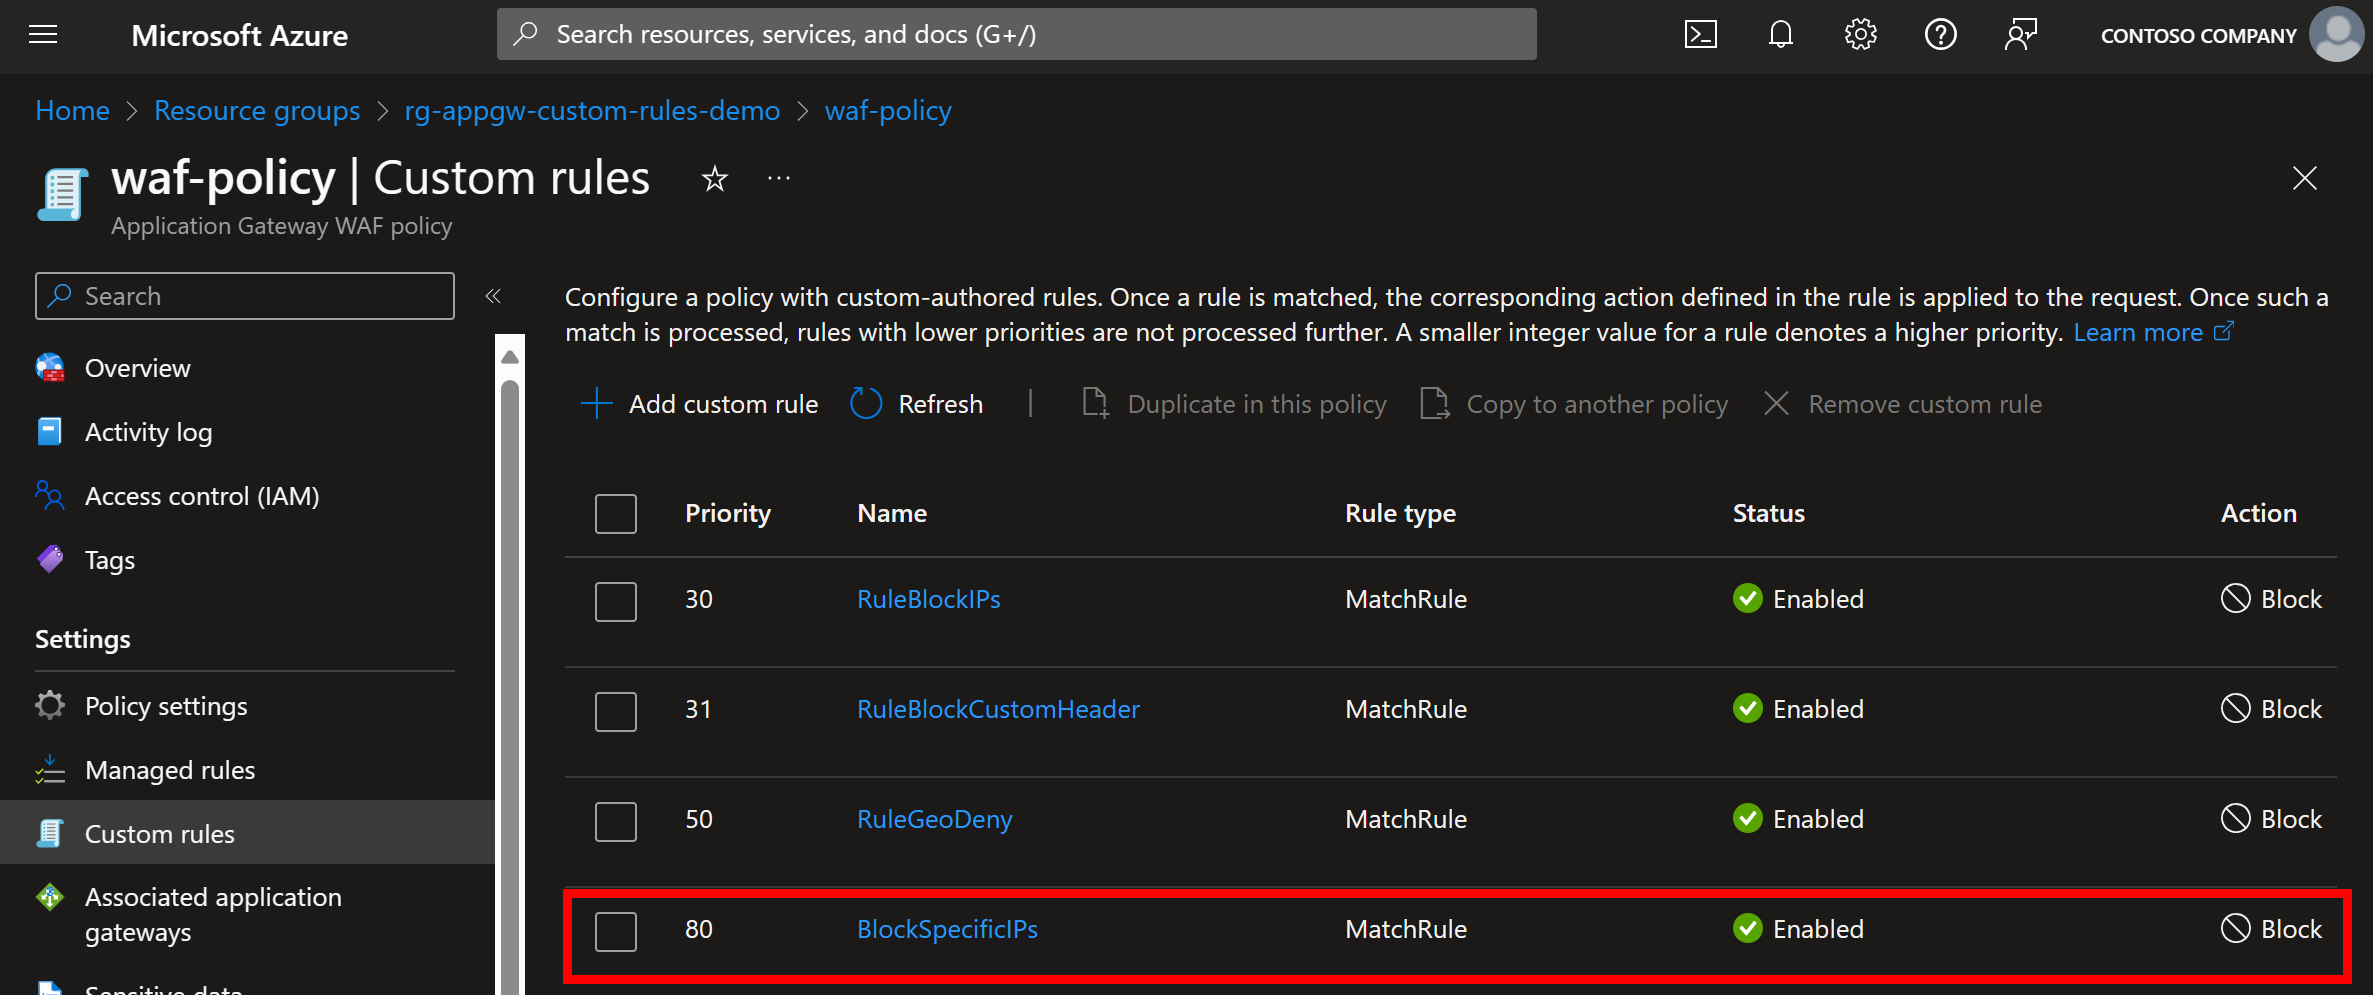 Microsoft Azure
Search resources, services, and docs (G+/)
CONTOSO COMPANY
Home > Resource groups > rg-appgw-custom-rules-demo > waf-policy
waf-policy | Custom rules
Application Gateway WAF policy
Search
Overview
Activity log
Access control (IAM)
Tags
Settings
Policy settings
Managed rules
Custom rules
Associated application
gateways
Sensitive data
Configure a policy with custom-authored rules. Once a rule is matched, the corresponding action defined in the rule is applied to the request. Once such a
match is processed, rules with lower priorities are not processed further. A smaller integer value for a rule denotes a higher priority. Learn more
Add custom rule Refresh | Duplicate in this policy Copy to another policy Remove custom rule
Priority Name Rule type Status Action
30 RuleBlockIPs MatchRule Enabled Block
31 RuleBlockCustomHeader MatchRule Enabled Block
50 RuleGeoDeny MatchRule Enabled Block
80 BlockSpecificIPs MatchRule Enabled Block